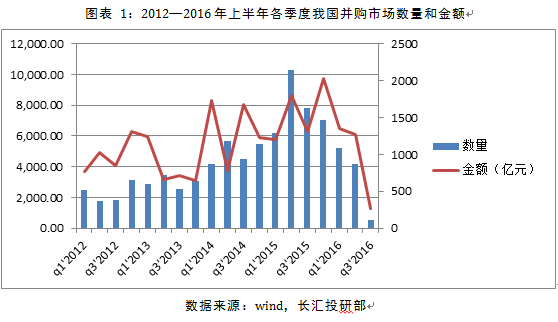 图表 1：2012—2016 年上半年各季度我国并购市场数量和金额
12,000.00
10,000.00
8,000.00
6,000.00
4,000.00
2,000.00
0.00
2500
2000
1500
1000
500
0
q1'2012
q3'2012
q1'2013
q3'2013
q1'2014
q3'2014
q1'2015
q3'2015
q1'2016
q3'2016
数量
金额（亿元）
数据来源：wind，长汇投研部